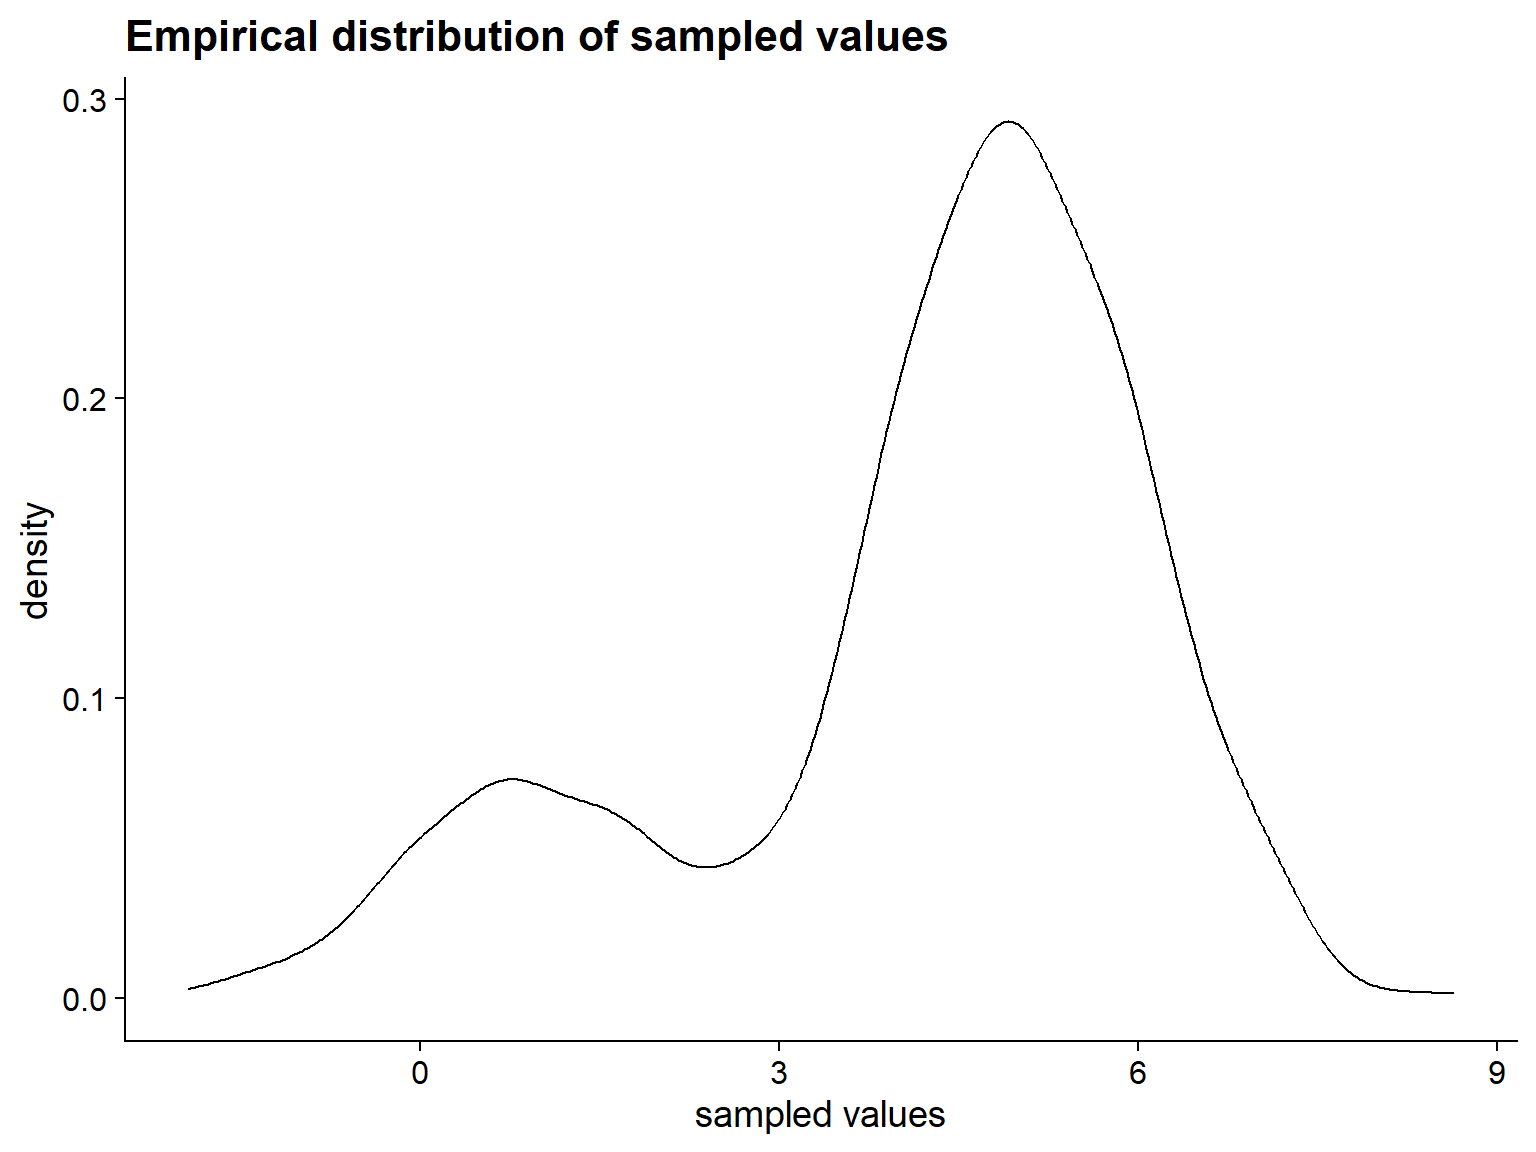 Empirical distribution of sampled values
0.3
0.2
0.1
0.0
density
0 3 6 9
sampled values